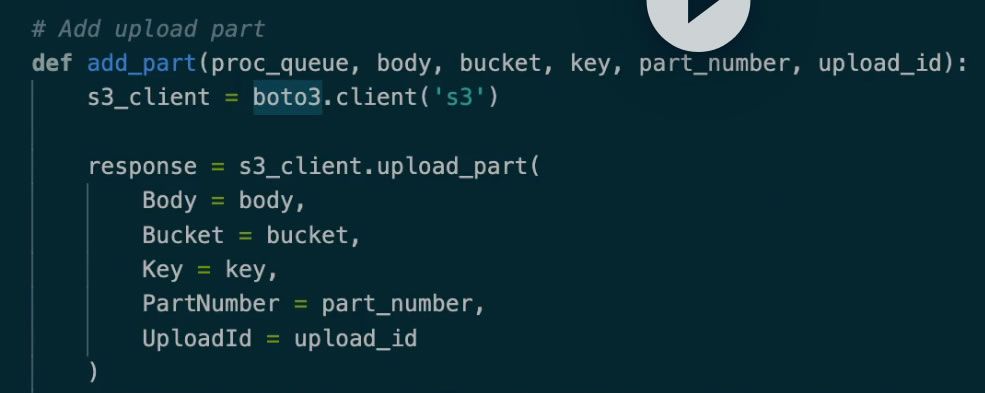 # Add upload part
def add_part(proc_queue, body, bucket, key, part_number, upload_id):
    s3_client = boto3.client('s3')

    response = s3_client.upload_part(
        Body = body,
        Bucket = bucket,
        Key = key,
        PartNumber = part_number,
        UploadId = upload_id
    )